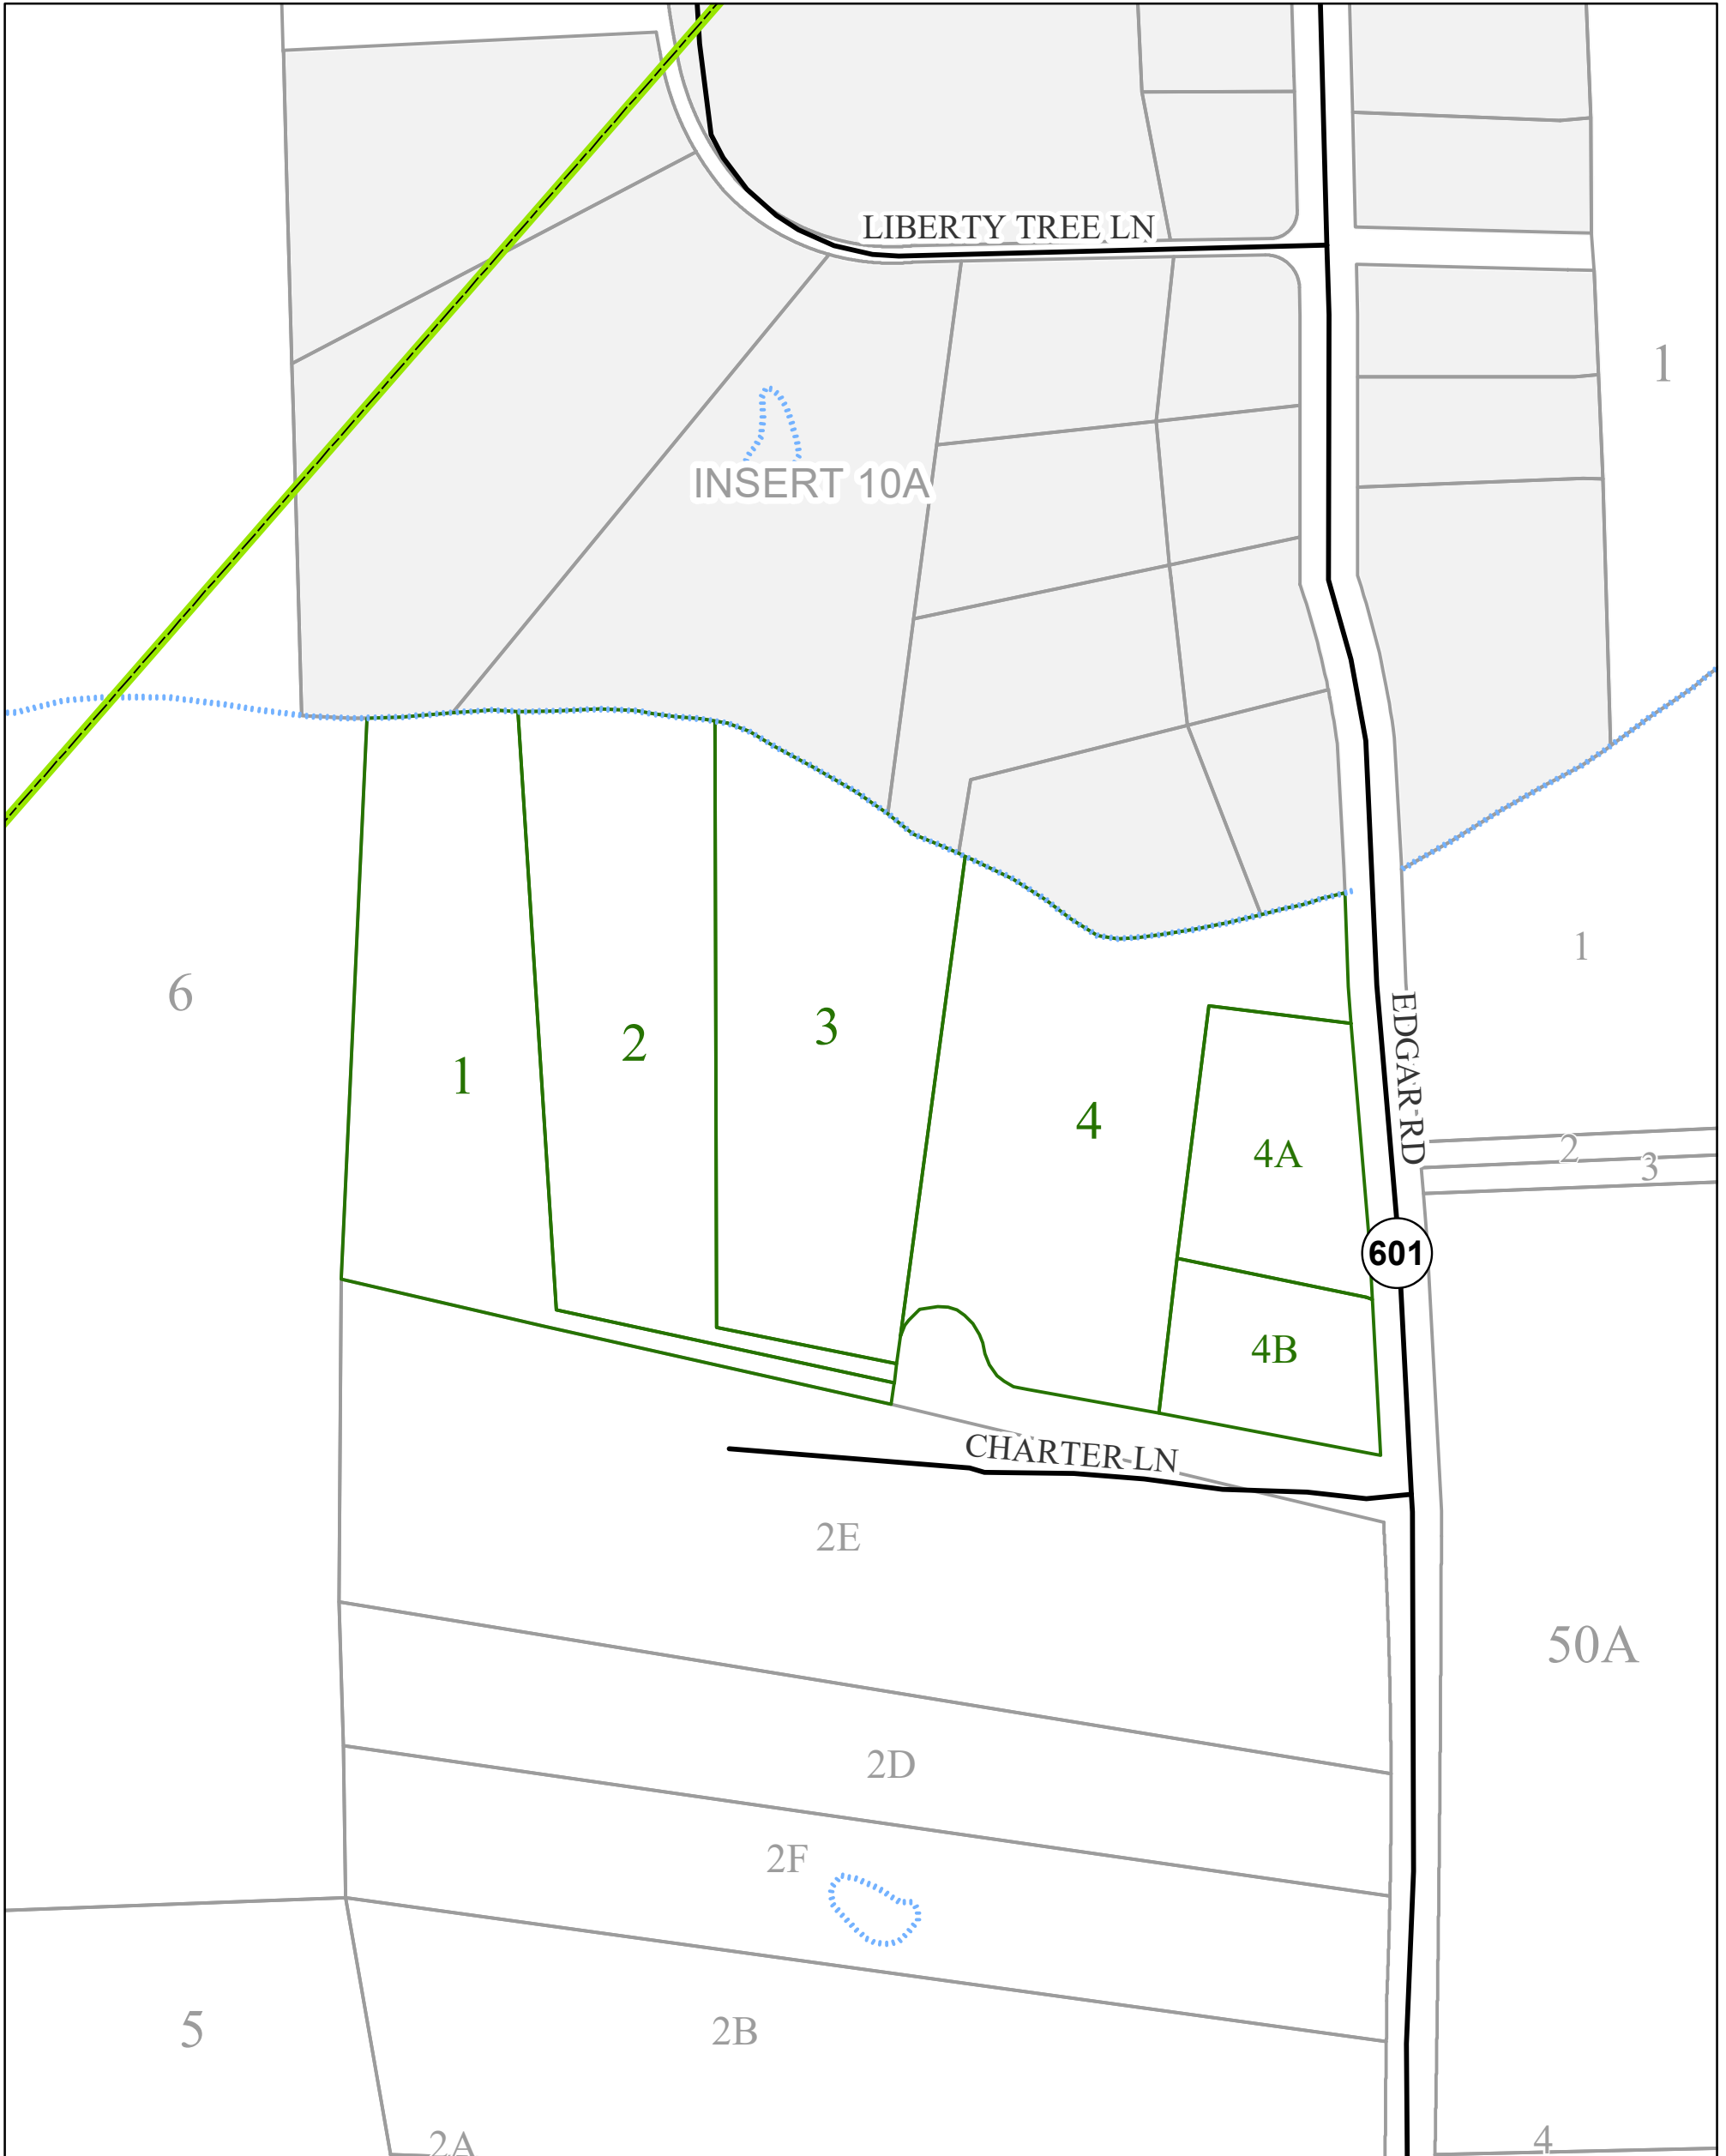 LIBERTY TREE LN
1
INSERT 10A
1
6
3
2
1
EDGAR RD
4
4A
2
3
601
4B
CHARTER LN
2E
50A
2D
2F
5
2B
2A
4